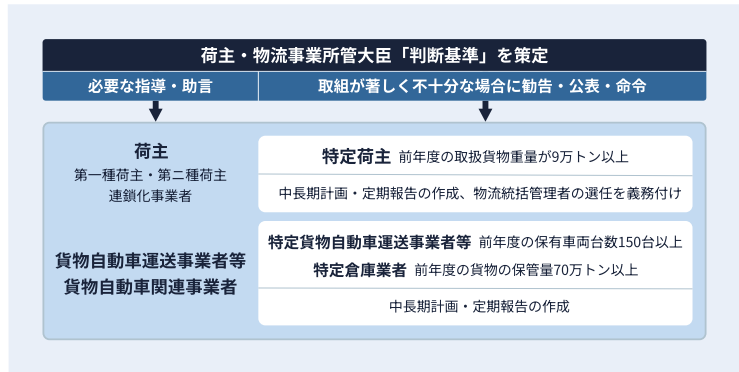 荷主・物流事業所管大臣「判断基準」を策定
必要な指導・助言
取組が著しく不十分な場合に勧告・公表・命令
荷主
第一種荷主・第二種荷主
連鎖化事業者
特定荷主 前年度の取扱貨物重量が9万トン以上
中長期計画・定期報告の作成、物流統括管理者の選任を義務付け
貨物自動車運送事業者等
貨物自動車関連事業者
特定貨物自動車運送事業者等 前年度の保有車両台数150台以上
特定倉庫業者 前年度の貨物の保管量70万トン以上
中長期計画・定期報告の作成